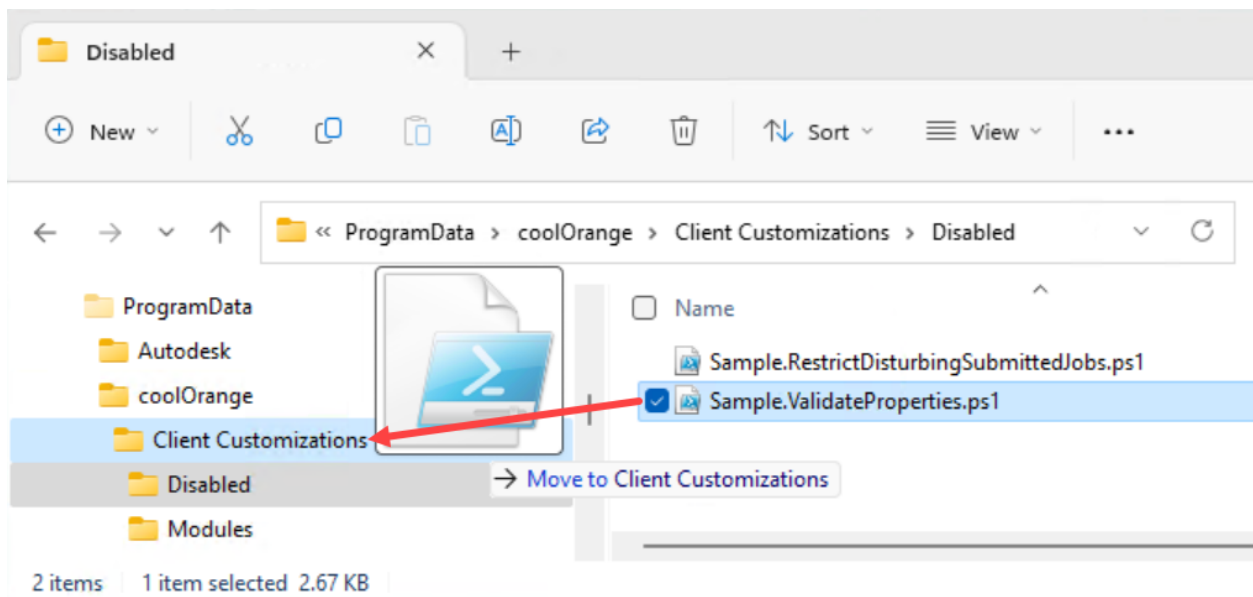 Disabled
New
Sort
View
« ProgramData > coolOrange > Client Customizations > Disabled
ProgramData
Autodesk
coolOrange
Client Customizations
Disabled
Modules
Name
Sample.RestrictDisturbingSubmittedJobs.ps1
Sample.ValidateProperties.ps1
→ Move to Client Customizations
2 items 1 item selected 2.67 KB